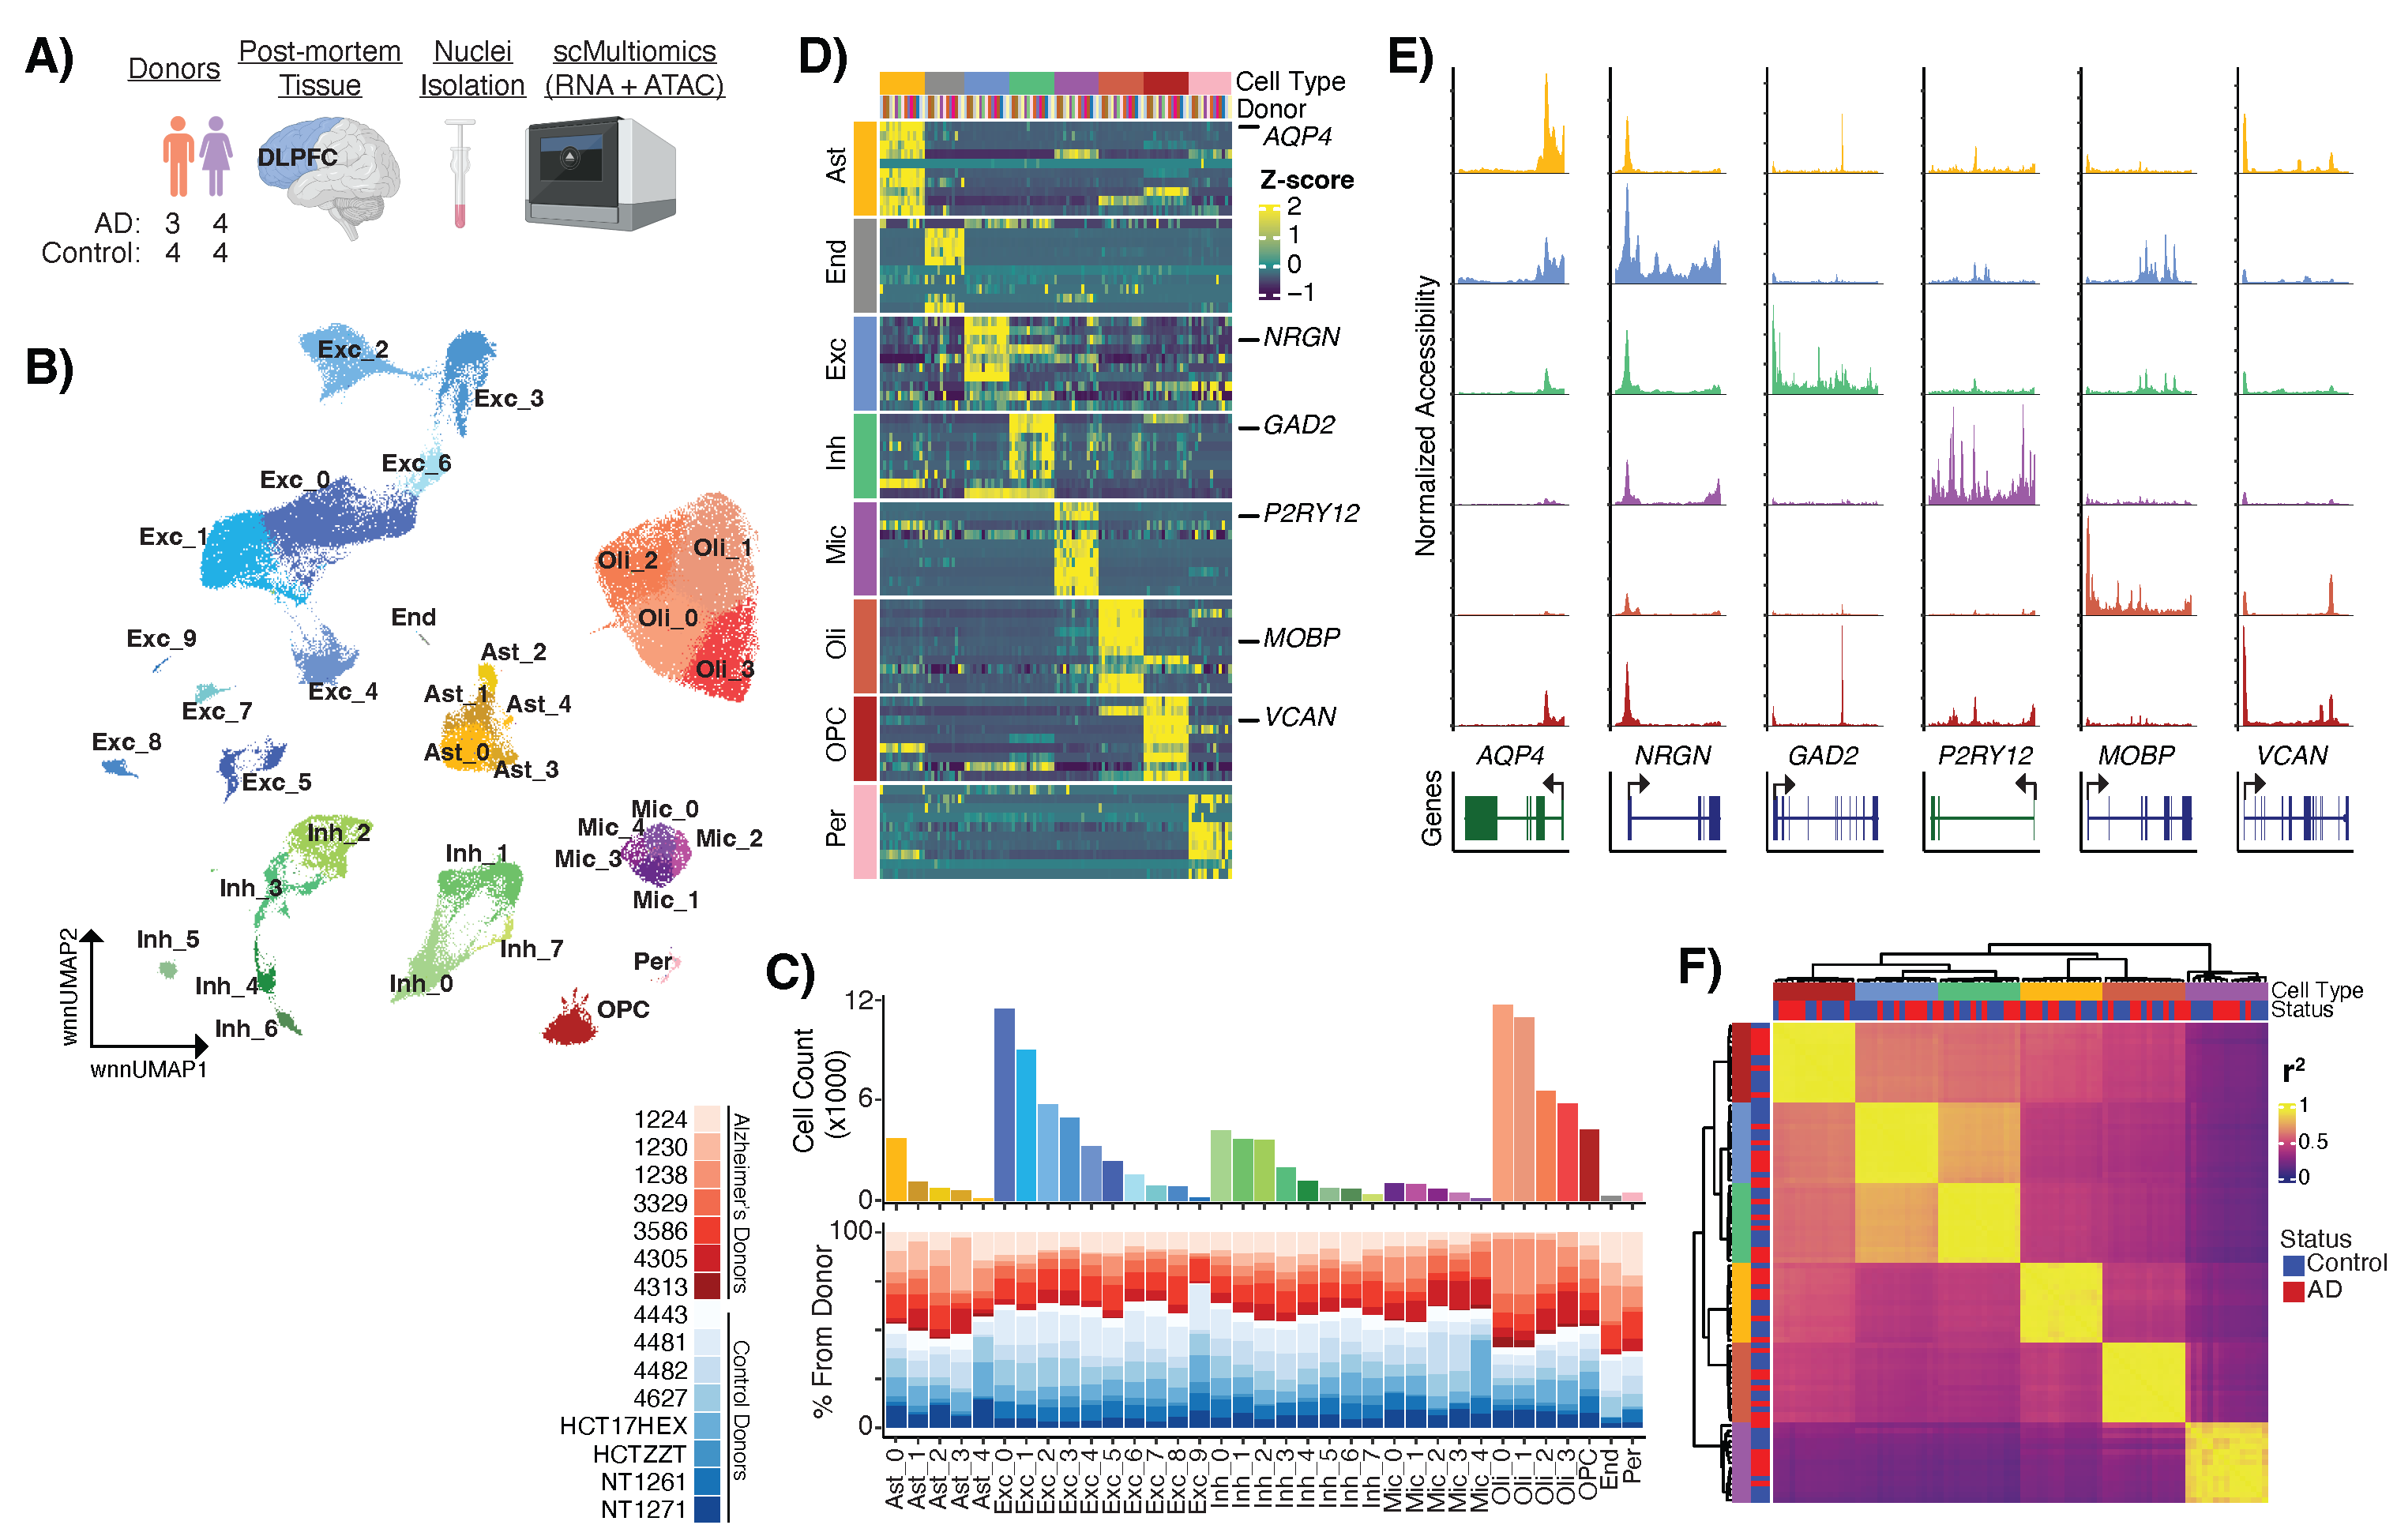 A)
Donors
Post-mortem
Tissue
Nuclei
Isolation
scMultiomics
(RNA + ATAC)
DLPFC
AD: 3 4
Control: 4 4
B)
Exc_2
Exc_3
Exc_6
Exc_0
Exc_1
Oli_2
Oli_1
Oli_0
Oli_3
End
Exc_9
Exc_4
Exc_7
Exc_8
Exc_5
Ast_2
Ast_1
Ast_4
Ast_0
Ast_3
Inh_2
Inh_3
Inh_1
Mic_0
Mic_4
Mic_2
Mic_3
Mic_1
Inh_5
Inh_4
Inh_6
Inh_7
Inh_0
Per
OPC
wnnUMAP2
wnnUMAP1
1224
1230
1238
3329
3586
4305
4313
4443
4481
4482
4627
HCT17HEX
HCTZZT
NT1261
NT1271
Alzheimer's Donors
Control Donors
C)
Cell Count
(x1000)
12
6
0
% From Donor
100
0
Ast_0
Ast_1
Ast_2
Ast_3
Ast_4
Exc_0
Exc_1
Exc_2
Exc_3
Exc_4
Exc_5
Exc_6
Exc_7
Exc_8
Exc_9
Inh_0
Inh_1
Inh_2
Inh_3
Inh_4
Inh_5
Inh_6
Inh_7
Mic_0
Mic_1
Mic_2
Mic_3
Mic_4
Oli_0
Oli_1
Oli_2
Oli_3
OPC
End
Per
D)
Cell Type
Donor
Ast
End
Exc
Inh
Mic
Oli
OPC
Per
AQP4
Z-score
2
1
0
−1
NRGN
GAD2
P2RY12
MOBP
VCAN
E)
Normalized Accessibility
AQP4
NRGN
GAD2
P2RY12
MOBP
VCAN
Genes
F)
Cell Type
Status
r²
1
0.5
0
Status
Control
AD